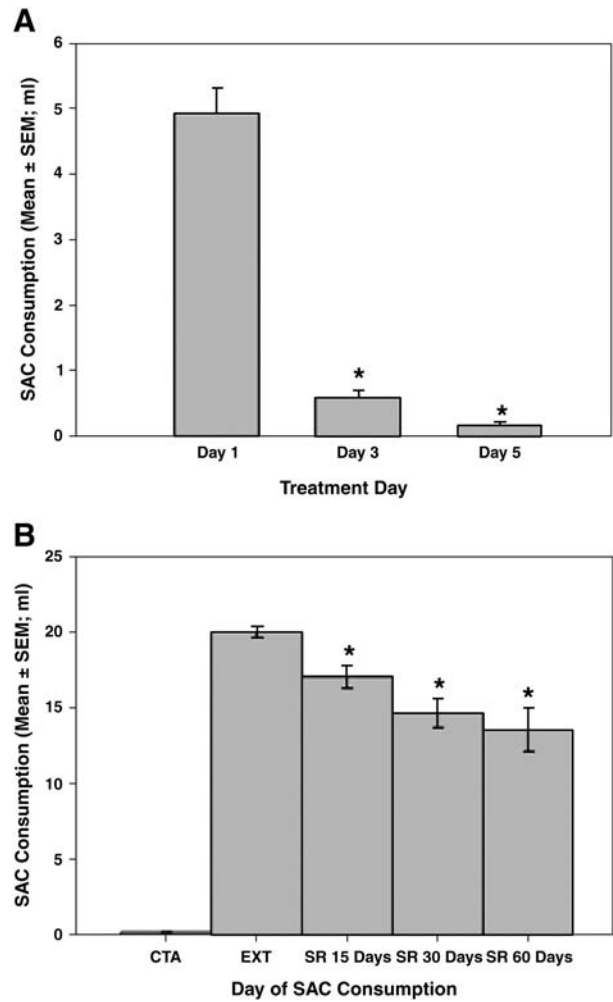 A
SAC Consumption (Mean ± SEM; ml)
6
5
4
3
2
1
0
*
*
Day 1 Day 3 Day 5
Treatment Day
B
SAC Consumption (Mean ± SEM; ml)
25
20
15
10
5
0
*
*
*
CTA EXT SR 15 Days SR 30 Days SR 60 Days
Day of SAC Consumption